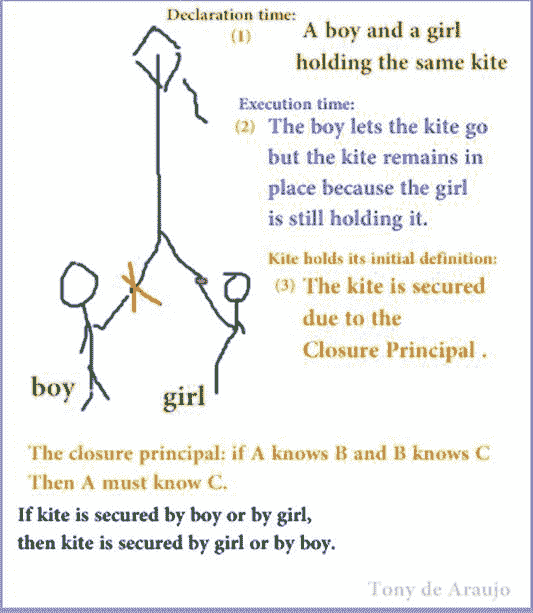 Declaration time:
(1) A boy and a girl
holding the same kite
Execution time:
(2) The boy lets the kite go
but the kite remains in
place because the girl
is still holding it.
Kite holds its initial definition:
(3) The kite is secured
due to the
Closure Principal .
boy
girl
The closure principal: if A knows B and B knows C
Then A must know C.
If kite is secured by boy or by girl,
then kite is secured by girl or by boy.
Tony de Araujo